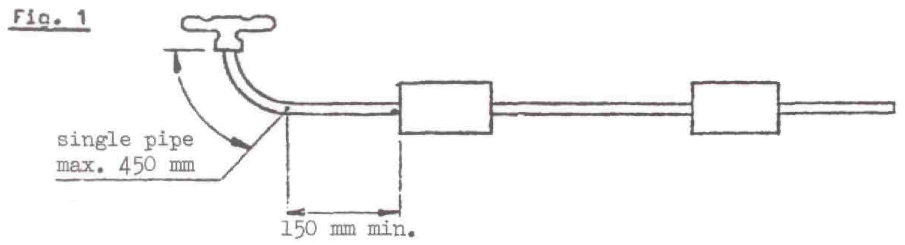 Fig. 1
single pipe
max. 450 mm
150 mm min.